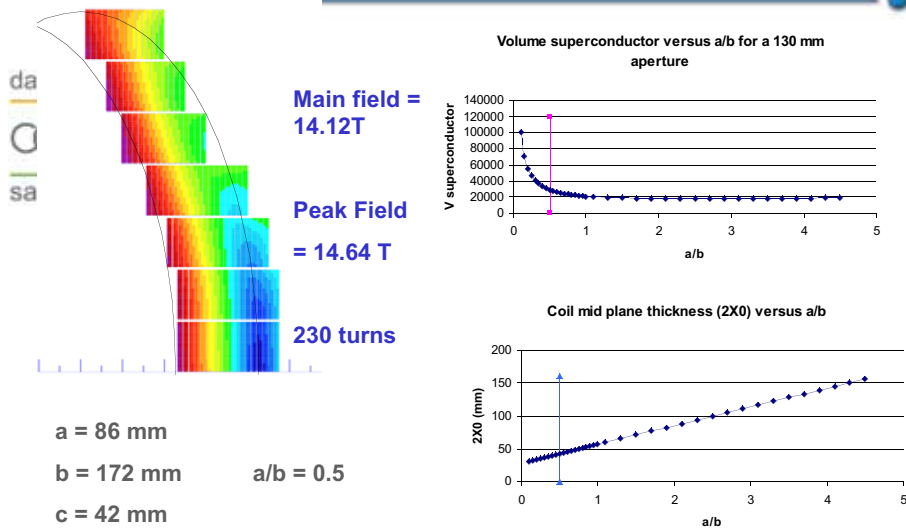 da
sa
Main field =
14.12T
Peak Field
= 14.64 T
230 turns
a = 86 mm
b = 172 mm a/b = 0.5
c = 42 mm
Volume superconductor versus a/b for a 130 mm
aperture
V superconductor
140000
120000
100000
80000
60000
40000
20000
0
0 1 2 3 4 5
a/b
Coil mid plane thickness (2X0) versus a/b
2X0 (mm)
200
150
100
50
0
0 1 2 3 4 5
a/b